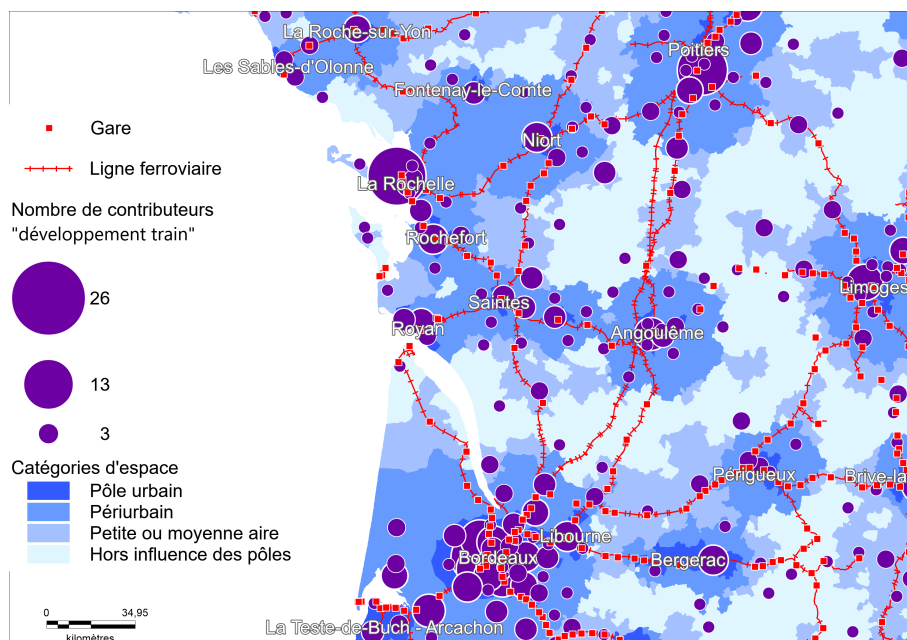 La Roche-sur-Yon
Les Sables-d'Olonne
Fontenay-le-Comte
Poitiers
Niort
La Rochelle
Rochefort
Saintes
Royan
Angoulême
Limoges
Périgueux
Brive-la
Libourne
Bordeaux
Bergerac
La Teste-de-Buch - Arcachon
Gare
Ligne ferroviaire
Nombre de contributeurs
"développement train"
26
13
3
Catégories d'espace
Pôle urbain
Périurbain
Petite ou moyenne aire
Hors influence des pôles
0 34,95
kilomètres